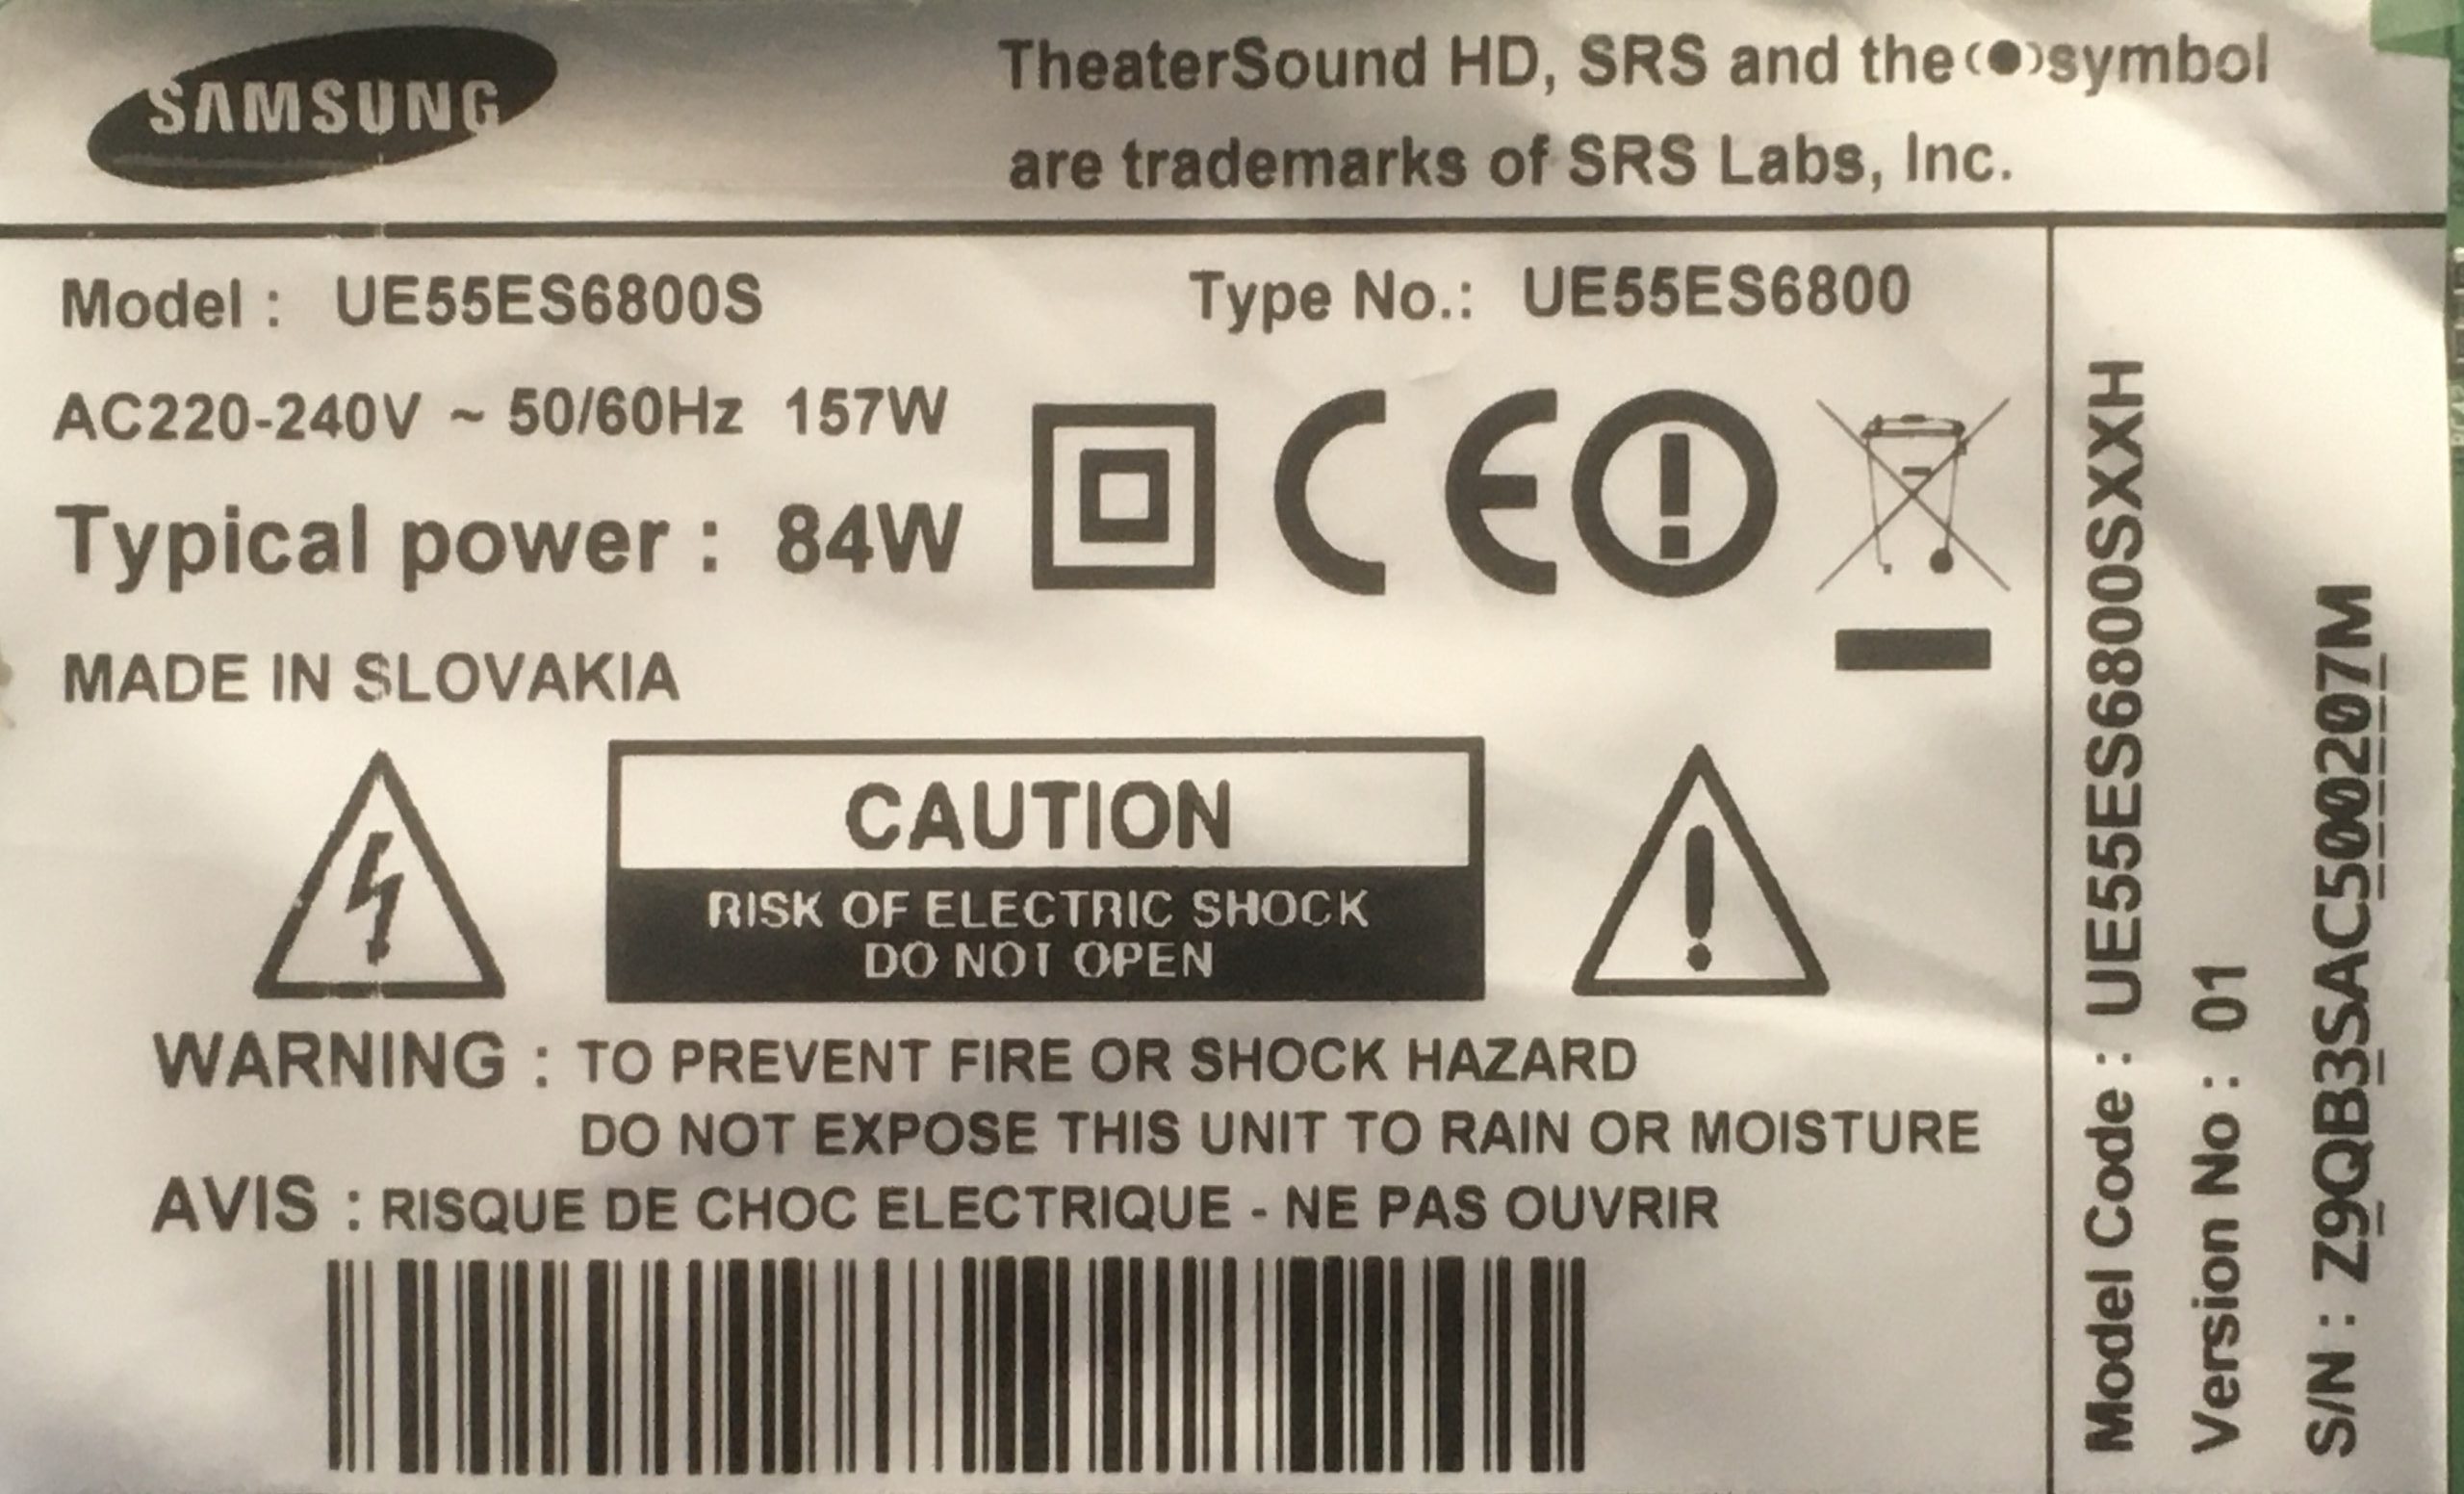 SAMSUNG
TheaterSound HD, SRS and the (●) symbol
are trademarks of SRS Labs, Inc.
Model : UE55ES6800S
Type No.: UE55ES6800
AC220-240V ~ 50/60Hz 157W
Typical power : 84W
CE
MADE IN SLOVAKIA
CAUTION
RISK OF ELECTRIC SHOCK
DO NOT OPEN
WARNING : TO PREVENT FIRE OR SHOCK HAZARD
DO NOT EXPOSE THIS UNIT TO RAIN OR MOISTURE
AVIS : RISQUE DE CHOC ELECTRIQUE - NE PAS OUVRIR
Model Code : UE55ES6800SXXH
Version No : 01
S/N : Z9QB3SAC500207M